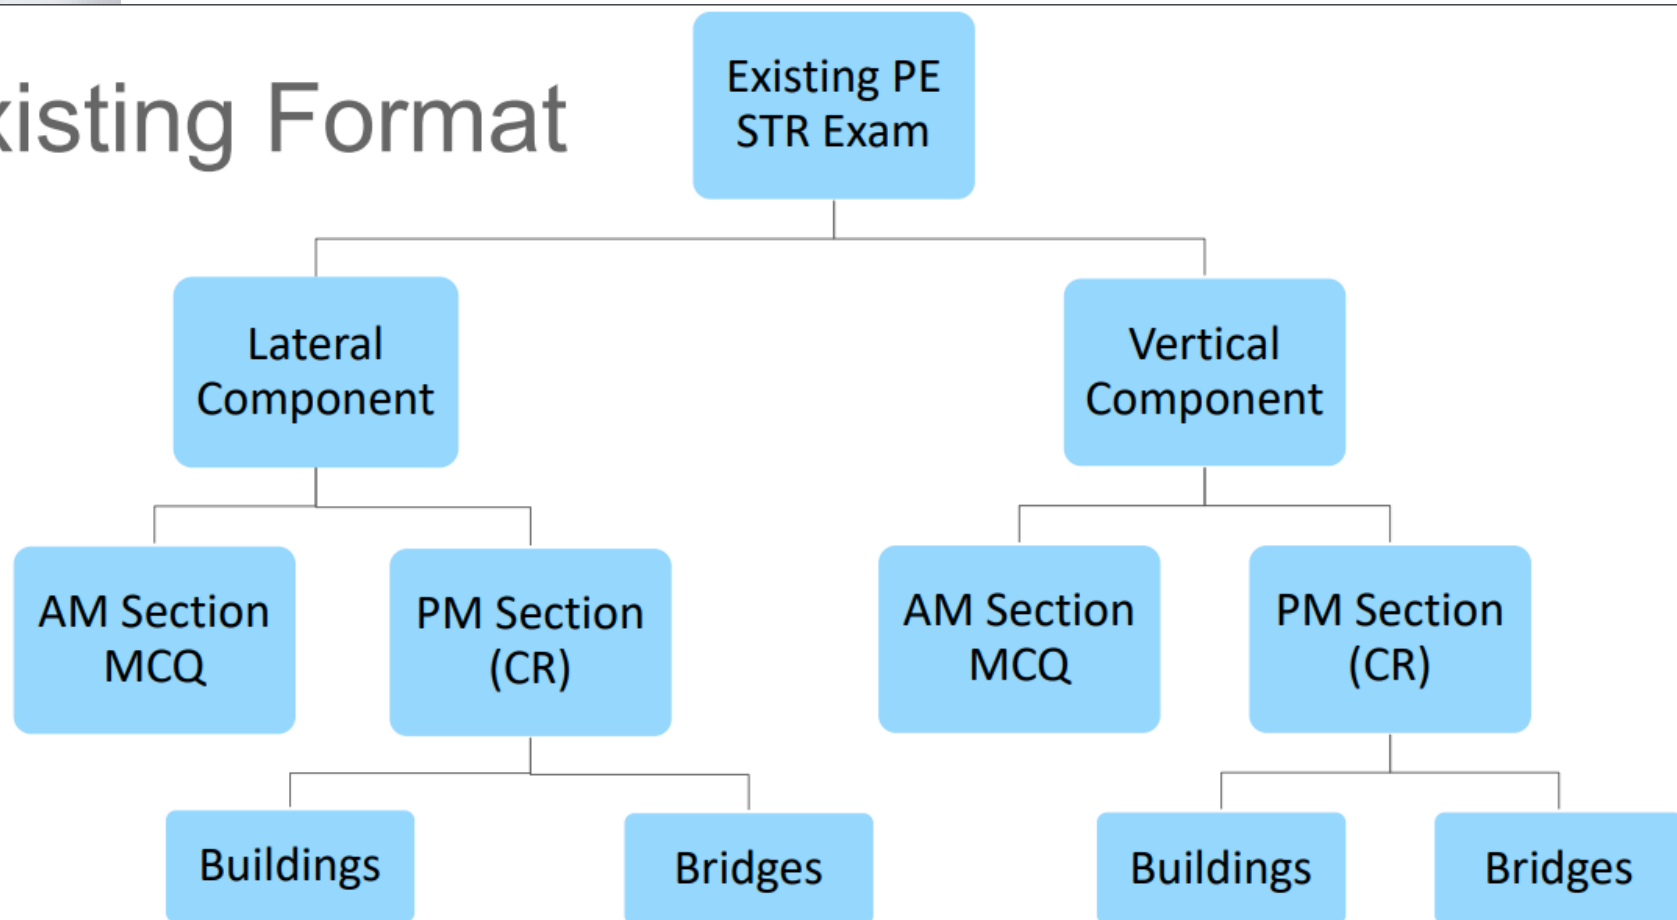 xisting Format
Existing PE
STR Exam
Lateral
Component
Vertical
Component
AM Section
MCQ
PM Section
(CR)
AM Section
MCQ
PM Section
(CR)
Buildings
Bridges
Buildings
Bridges